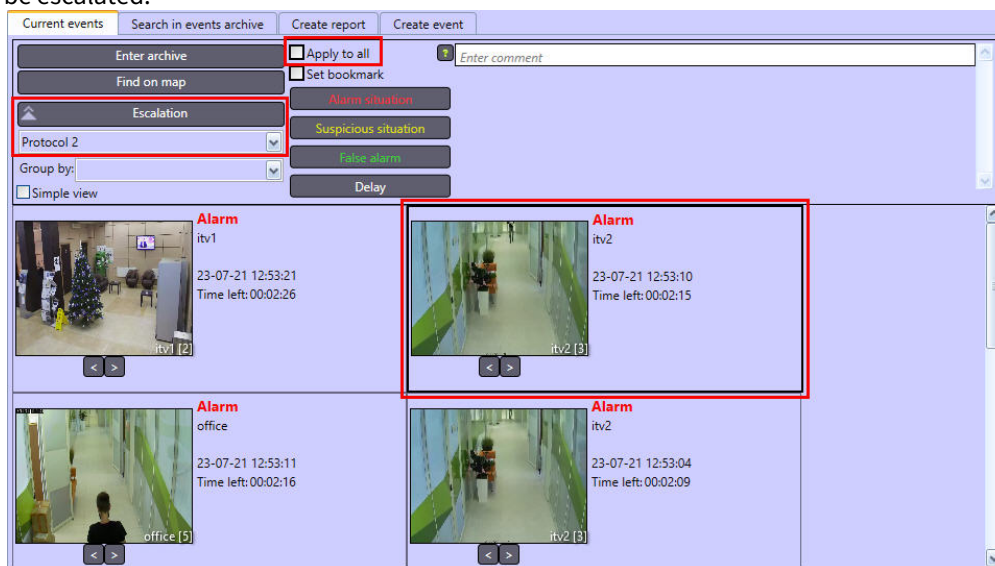 be escalated.
Current events Search in events archive Create report Create event
Enter archive
Find on map
Escalation
Protocol 2
Group by:
Simple view
Apply to all
Set bookmark
Alarm situation
Suspicious situation
False alarm
Delay
? Enter comment
Alarm
itv1
23-07-21 12:53:21
Time left: 00:02:26
itv1 [2]
< >
Alarm
itv2
23-07-21 12:53:10
Time left: 00:02:15
itv2 [3]
< >
Alarm
office
23-07-21 12:53:11
Time left: 00:02:16
office [5]
< >
Alarm
itv2
23-07-21 12:53:04
Time left: 00:02:09
itv2 [3]
< >